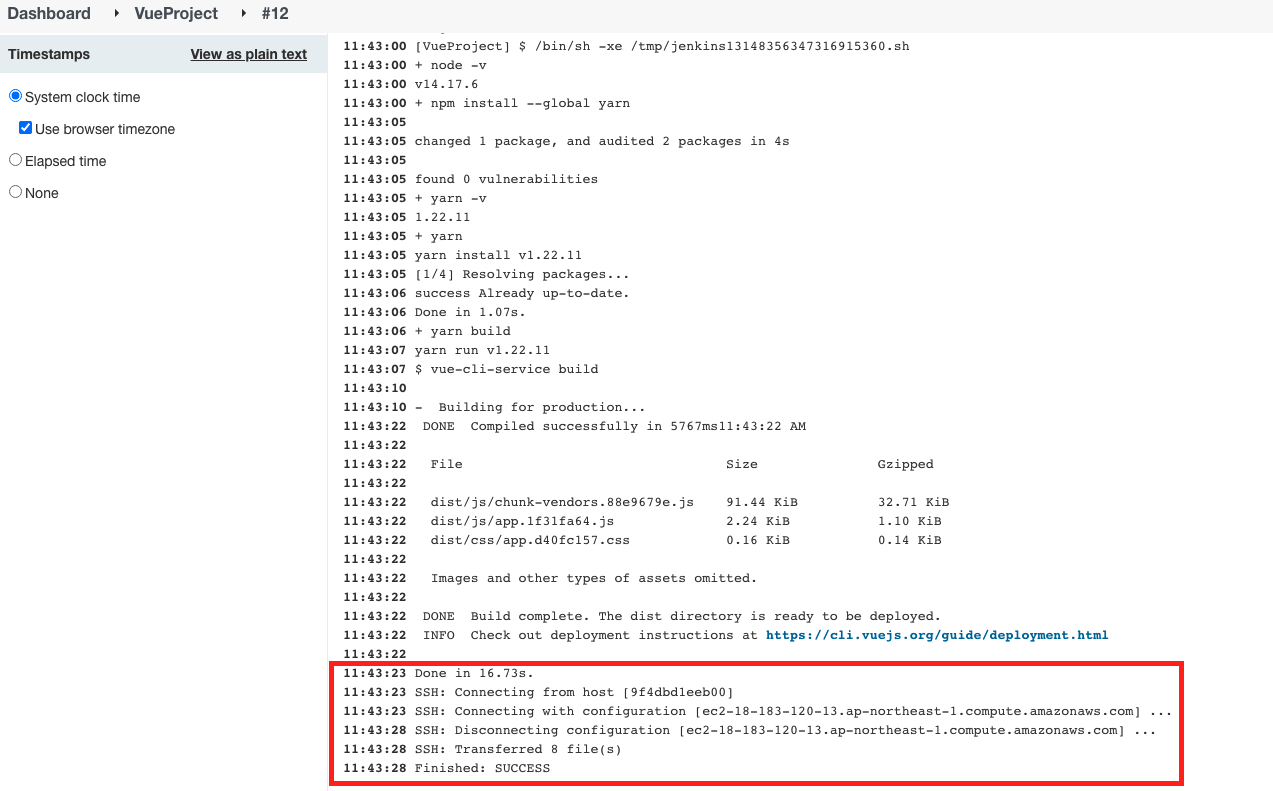 Dashboard VueProject #12
Timestamps View as plain text
System clock time
Use browser timezone
Elapsed time
None
11:43:00 [VueProject] $ /bin/sh -xe /tmp/jenkins13148356347316915360.sh
11:43:00 + node -v
11:43:00 v14.17.6
11:43:00 + npm install --global yarn
11:43:05
11:43:05 changed 1 package, and audited 2 packages in 4s
11:43:05
11:43:05 found 0 vulnerabilities
11:43:05 + yarn -v
11:43:05 1.22.11
11:43:05 + yarn
11:43:05 yarn install v1.22.11
11:43:05 [1/4] Resolving packages...
11:43:06 success Already up-to-date.
11:43:06 Done in 1.07s.
11:43:06 + yarn build
11:43:07 yarn run v1.22.11
11:43:07 $ vue-cli-service build
11:43:10
11:43:10 -  Building for production...
11:43:22  DONE  Compiled successfully in 5767ms11:43:22 AM
11:43:22
11:43:22   File                                 Size               Gzipped
11:43:22
11:43:22   dist/js/chunk-vendors.88e9679e.js    91.44 KiB          32.71 KiB
11:43:22   dist/js/app.1f31fa64.js              2.24 KiB           1.10 KiB
11:43:22   dist/css/app.d40fc157.css            0.16 KiB           0.14 KiB
11:43:22
11:43:22   Images and other types of assets omitted.
11:43:22
11:43:22  DONE  Build complete. The dist directory is ready to be deployed.
11:43:22  INFO  Check out deployment instructions at https://cli.vuejs.org/guide/deployment.html
11:43:22
11:43:23 Done in 16.73s.
11:43:23 SSH: Connecting from host [9f4dbd1eeb00]
11:43:23 SSH: Connecting with configuration [ec2-18-183-120-13.ap-northeast-1.compute.amazonaws.com] ...
11:43:28 SSH: Disconnecting configuration [ec2-18-183-120-13.ap-northeast-1.compute.amazonaws.com] ...
11:43:28 SSH: Transferred 8 file(s)
11:43:28 Finished: SUCCESS